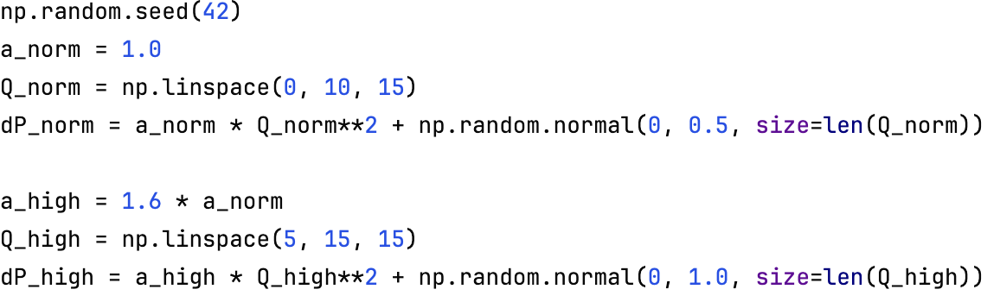 np.random.seed(42)
a_norm = 1.0
Q_norm = np.linspace(0, 10, 15)
dP_norm = a_norm * Q_norm**2 + np.random.normal(0, 0.5, size=len(Q_norm))
a_high = 1.6 * a_norm
Q_high = np.linspace(5, 15, 15)
dP_high = a_high * Q_high**2 + np.random.normal(0, 1.0, size=len(Q_high))